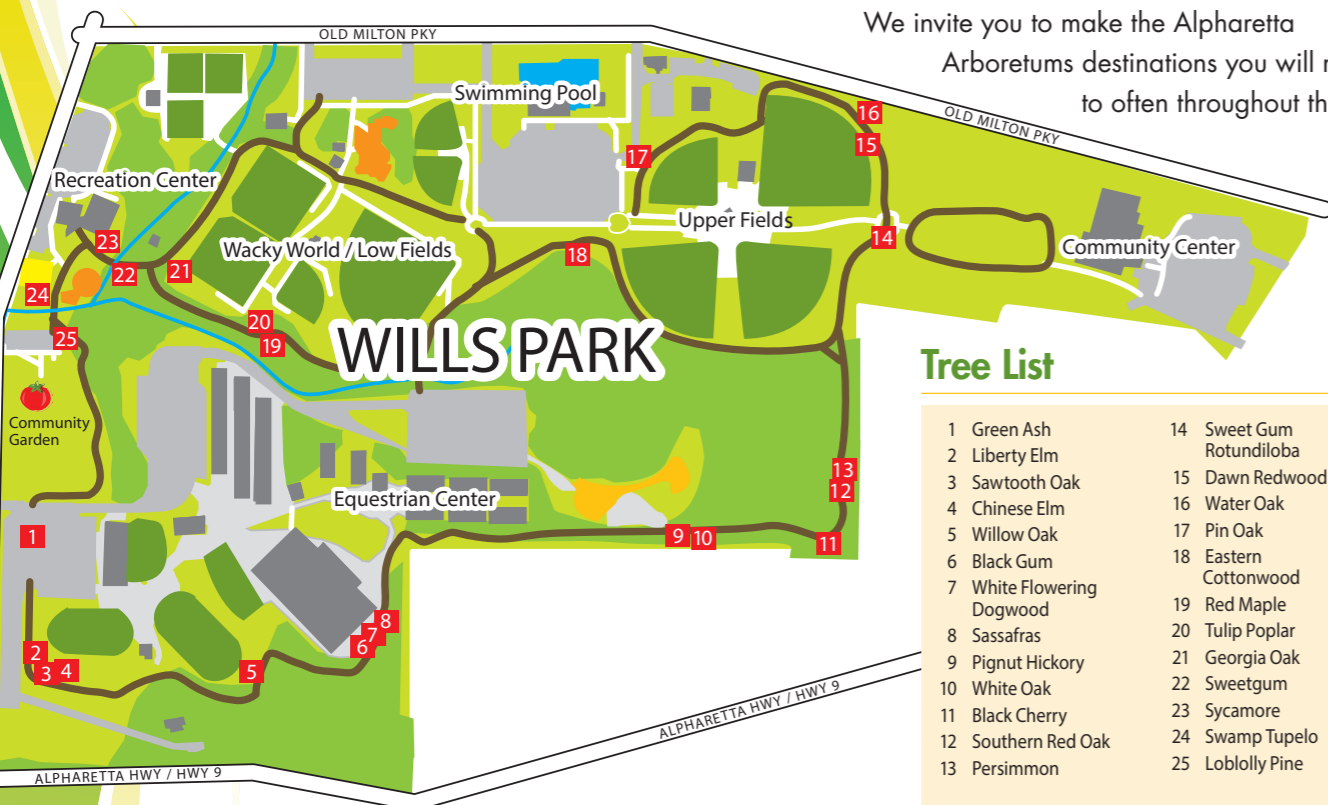 We invite you to make the Alpharetta
Arboretums destinations you will
to often throughout
OLD MILTON PKY
Swimming Pool
16
OLD MILTON PKY
15
17
Recreation Center
Upper Fields
23
Wacky World / Low Fields
14
Community Center
22
21
18
24
20
25
19
WILLS PARK
Community
Garden
Equestrian Center
13
12
1
9
10
11
8
7
6
2
3
4
5
ALPHARETTA HWY / HWY 9
ALPHARETTA HWY / HWY 9
Tree List
1 Green Ash
2 Liberty Elm
3 Sawtooth Oak
4 Chinese Elm
5 Willow Oak
6 Black Gum
7 White Flowering
Dogwood
8 Sassafras
9 Pignut Hickory
10 White Oak
11 Black Cherry
12 Southern Red Oak
13 Persimmon
14 Sweet Gum
Rotundiloba
15 Dawn Redwood
16 Water Oak
17 Pin Oak
18 Eastern
Cottonwood
19 Red Maple
20 Tulip Poplar
21 Georgia Oak
22 Sweetgum
23 Sycamore
24 Swamp Tupelo
25 Loblolly Pine